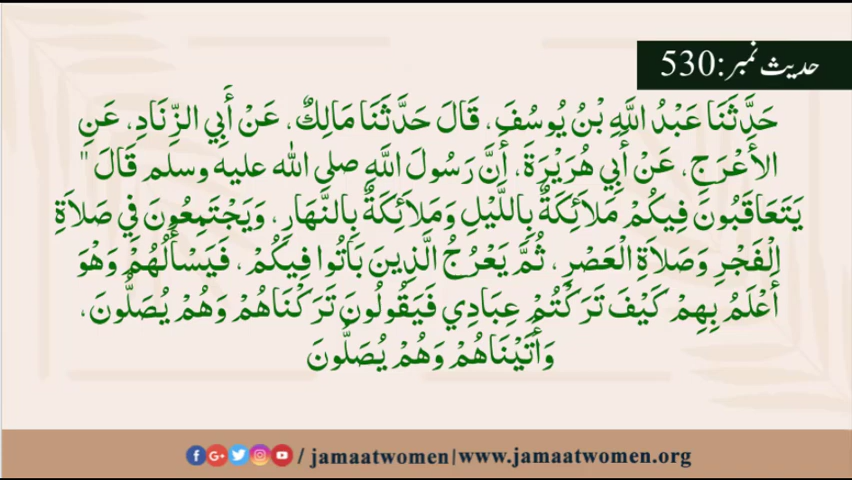 حدیث نمبر: 530
حَدَّثَنَا عَبْدُ اللَّهِ بْنُ يُوسُفَ، قَالَ حَدَّثَنَا مَالِكٌ، عَنْ أَبِي الزِّنَادِ، عَنِ
الأَعْرَجِ، عَنْ أَبِي هُرَيْرَةَ، أَنَّ رَسُولَ اللَّهِ صلى الله عليه وسلم قَالَ "
يَتَعَاقَبُونَ فِيكُمْ مَلاَئِكَةٌ بِاللَّيْلِ وَمَلاَئِكَةٌ بِالنَّهَارِ، وَيَجْتَمِعُونَ فِي صَلاَةِ
الْفَجْرِ وَصَلاَةِ الْعَصْرِ، ثُمَّ يَعْرُجُ الَّذِينَ بَاتُوا فِيكُمْ، فَيَسْأَلُهُمْ وَهْوَ
أَعْلَمُ بِهِمْ كَيْفَ تَرَكْتُمْ عِبَادِي فَيَقُولُونَ تَرَكْنَاهُمْ وَهُمْ يُصَلُّونَ،
وَأَتَيْنَاهُمْ وَهُمْ يُصَلُّونَ
/ jamaatwomen|www.jamaatwomen.org